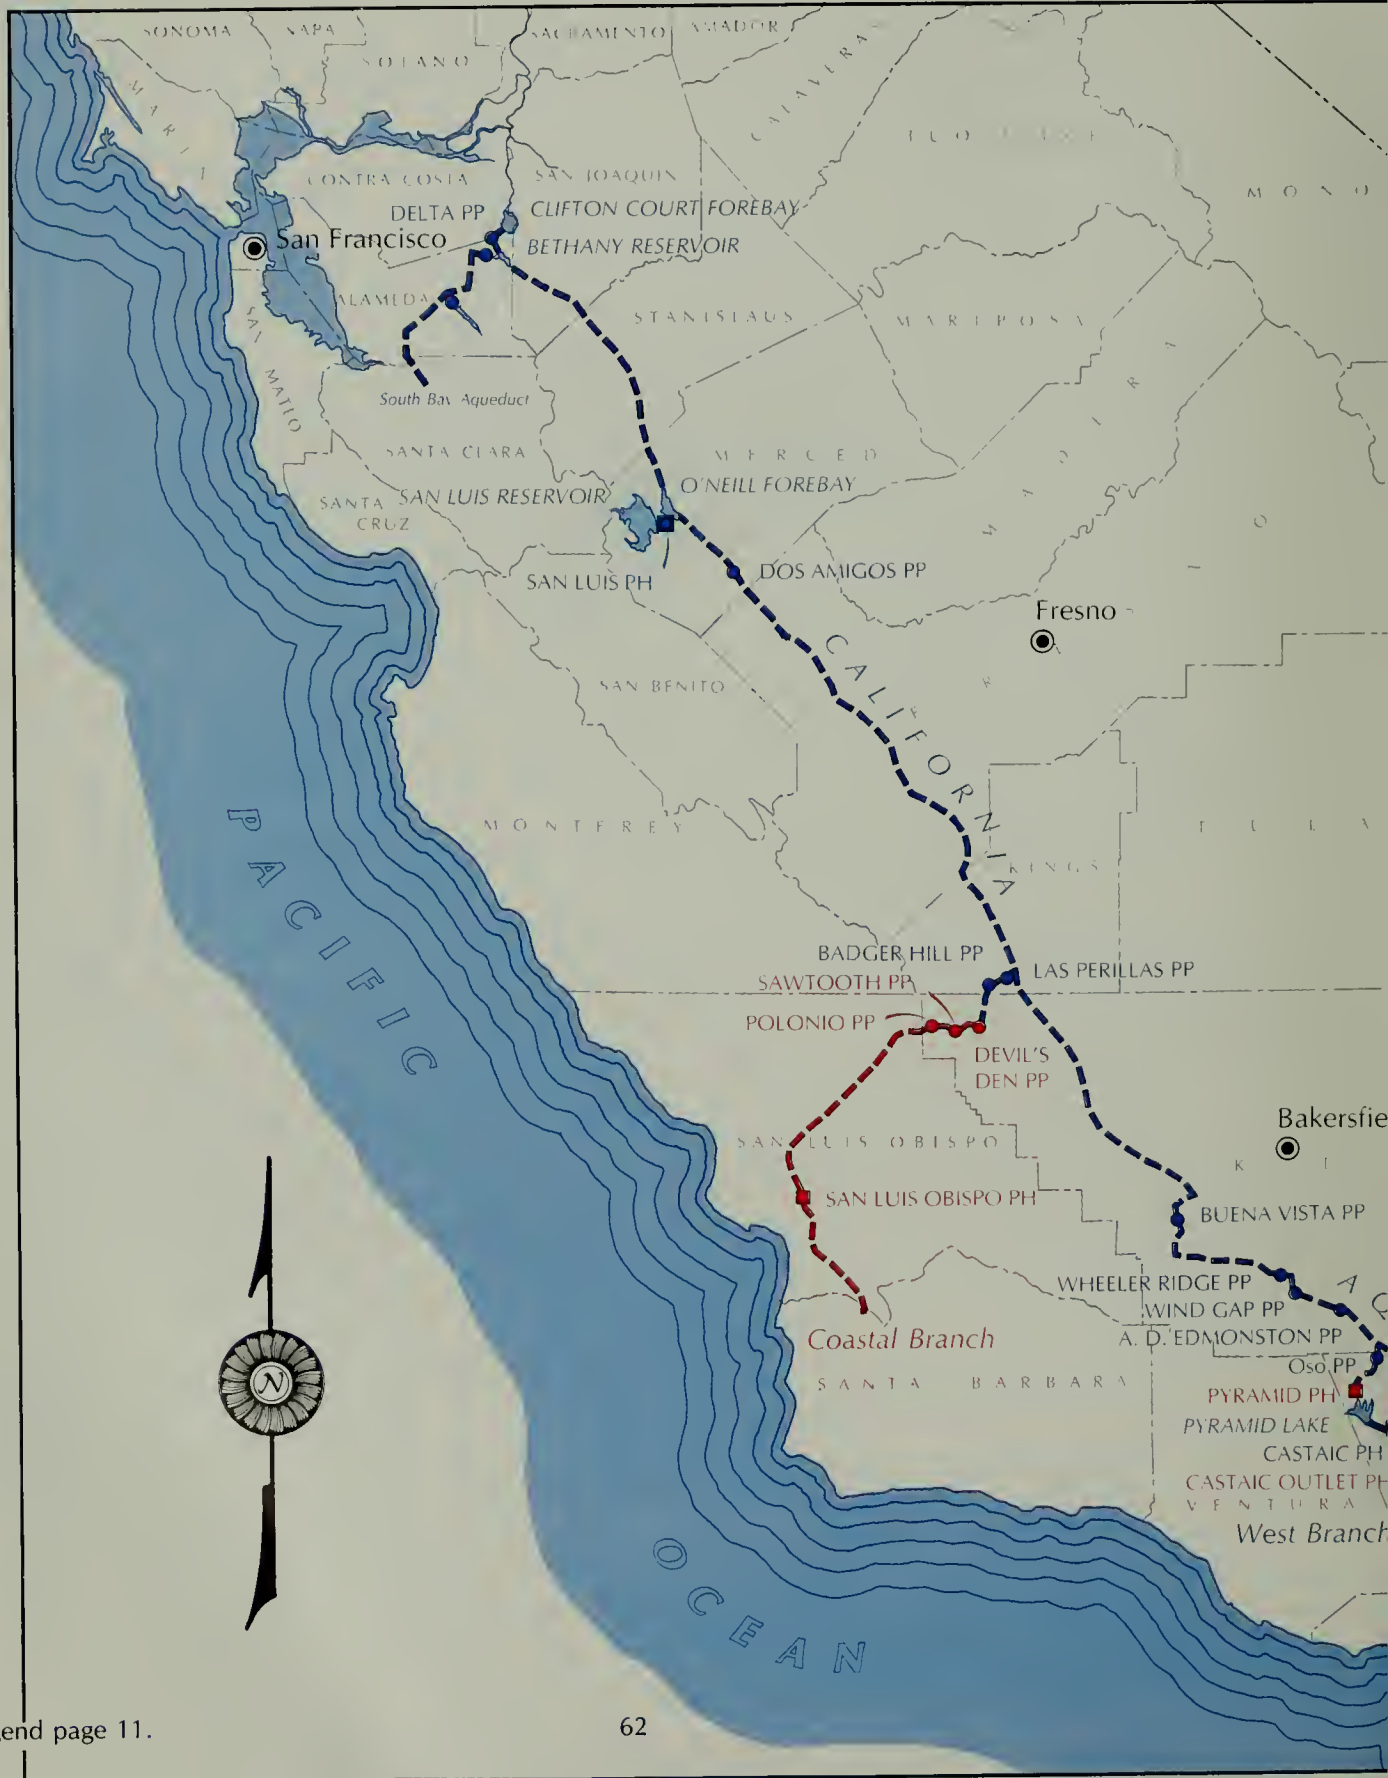 SONOMA
NAPA
SOLANO
SACRAMENTO
AMADOR
CALAVERAS
MARIN
CONTRA COSTA
SAN JOAQUIN
MONO
DELTA PP
CLIFTON COURT FOREBAY
San Francisco
BETHANY RESERVOIR
ALAMEDA
STANISLAUS
MARIPOSA
SAN
MATEO
MADERA
South Bay Aqueduct
SANTA CLARA
MERCED
O'NEILL FOREBAY
SANTA
CRUZ
SAN LUIS RESERVOIR
SAN LUIS PH
DOS AMIGOS PP
Fresno
CALIFORNIA
SAN BENITO
MONTEREY
KINGS
TULA
PACIFIC
BADGER HILL PP
LAS PERILLAS PP
SAWTOOTH PP
POLONIO PP
DEVIL'S
DEN PP
Bakersfie
SAN LUIS OBISPO
K
SAN LUIS OBISPO PH
BUENA VISTA PP
WHEELER RIDGE PP
A Q
WIND GAP PP
A. D. EDMONSTON PP
Coastal Branch
Oso PP
SANTA BARBARA
PYRAMID PH
PYRAMID LAKE
CASTAIC PH
CASTAIC OUTLET PH
VENTURA
West Branch
N
OCEAN
end page 11.
62